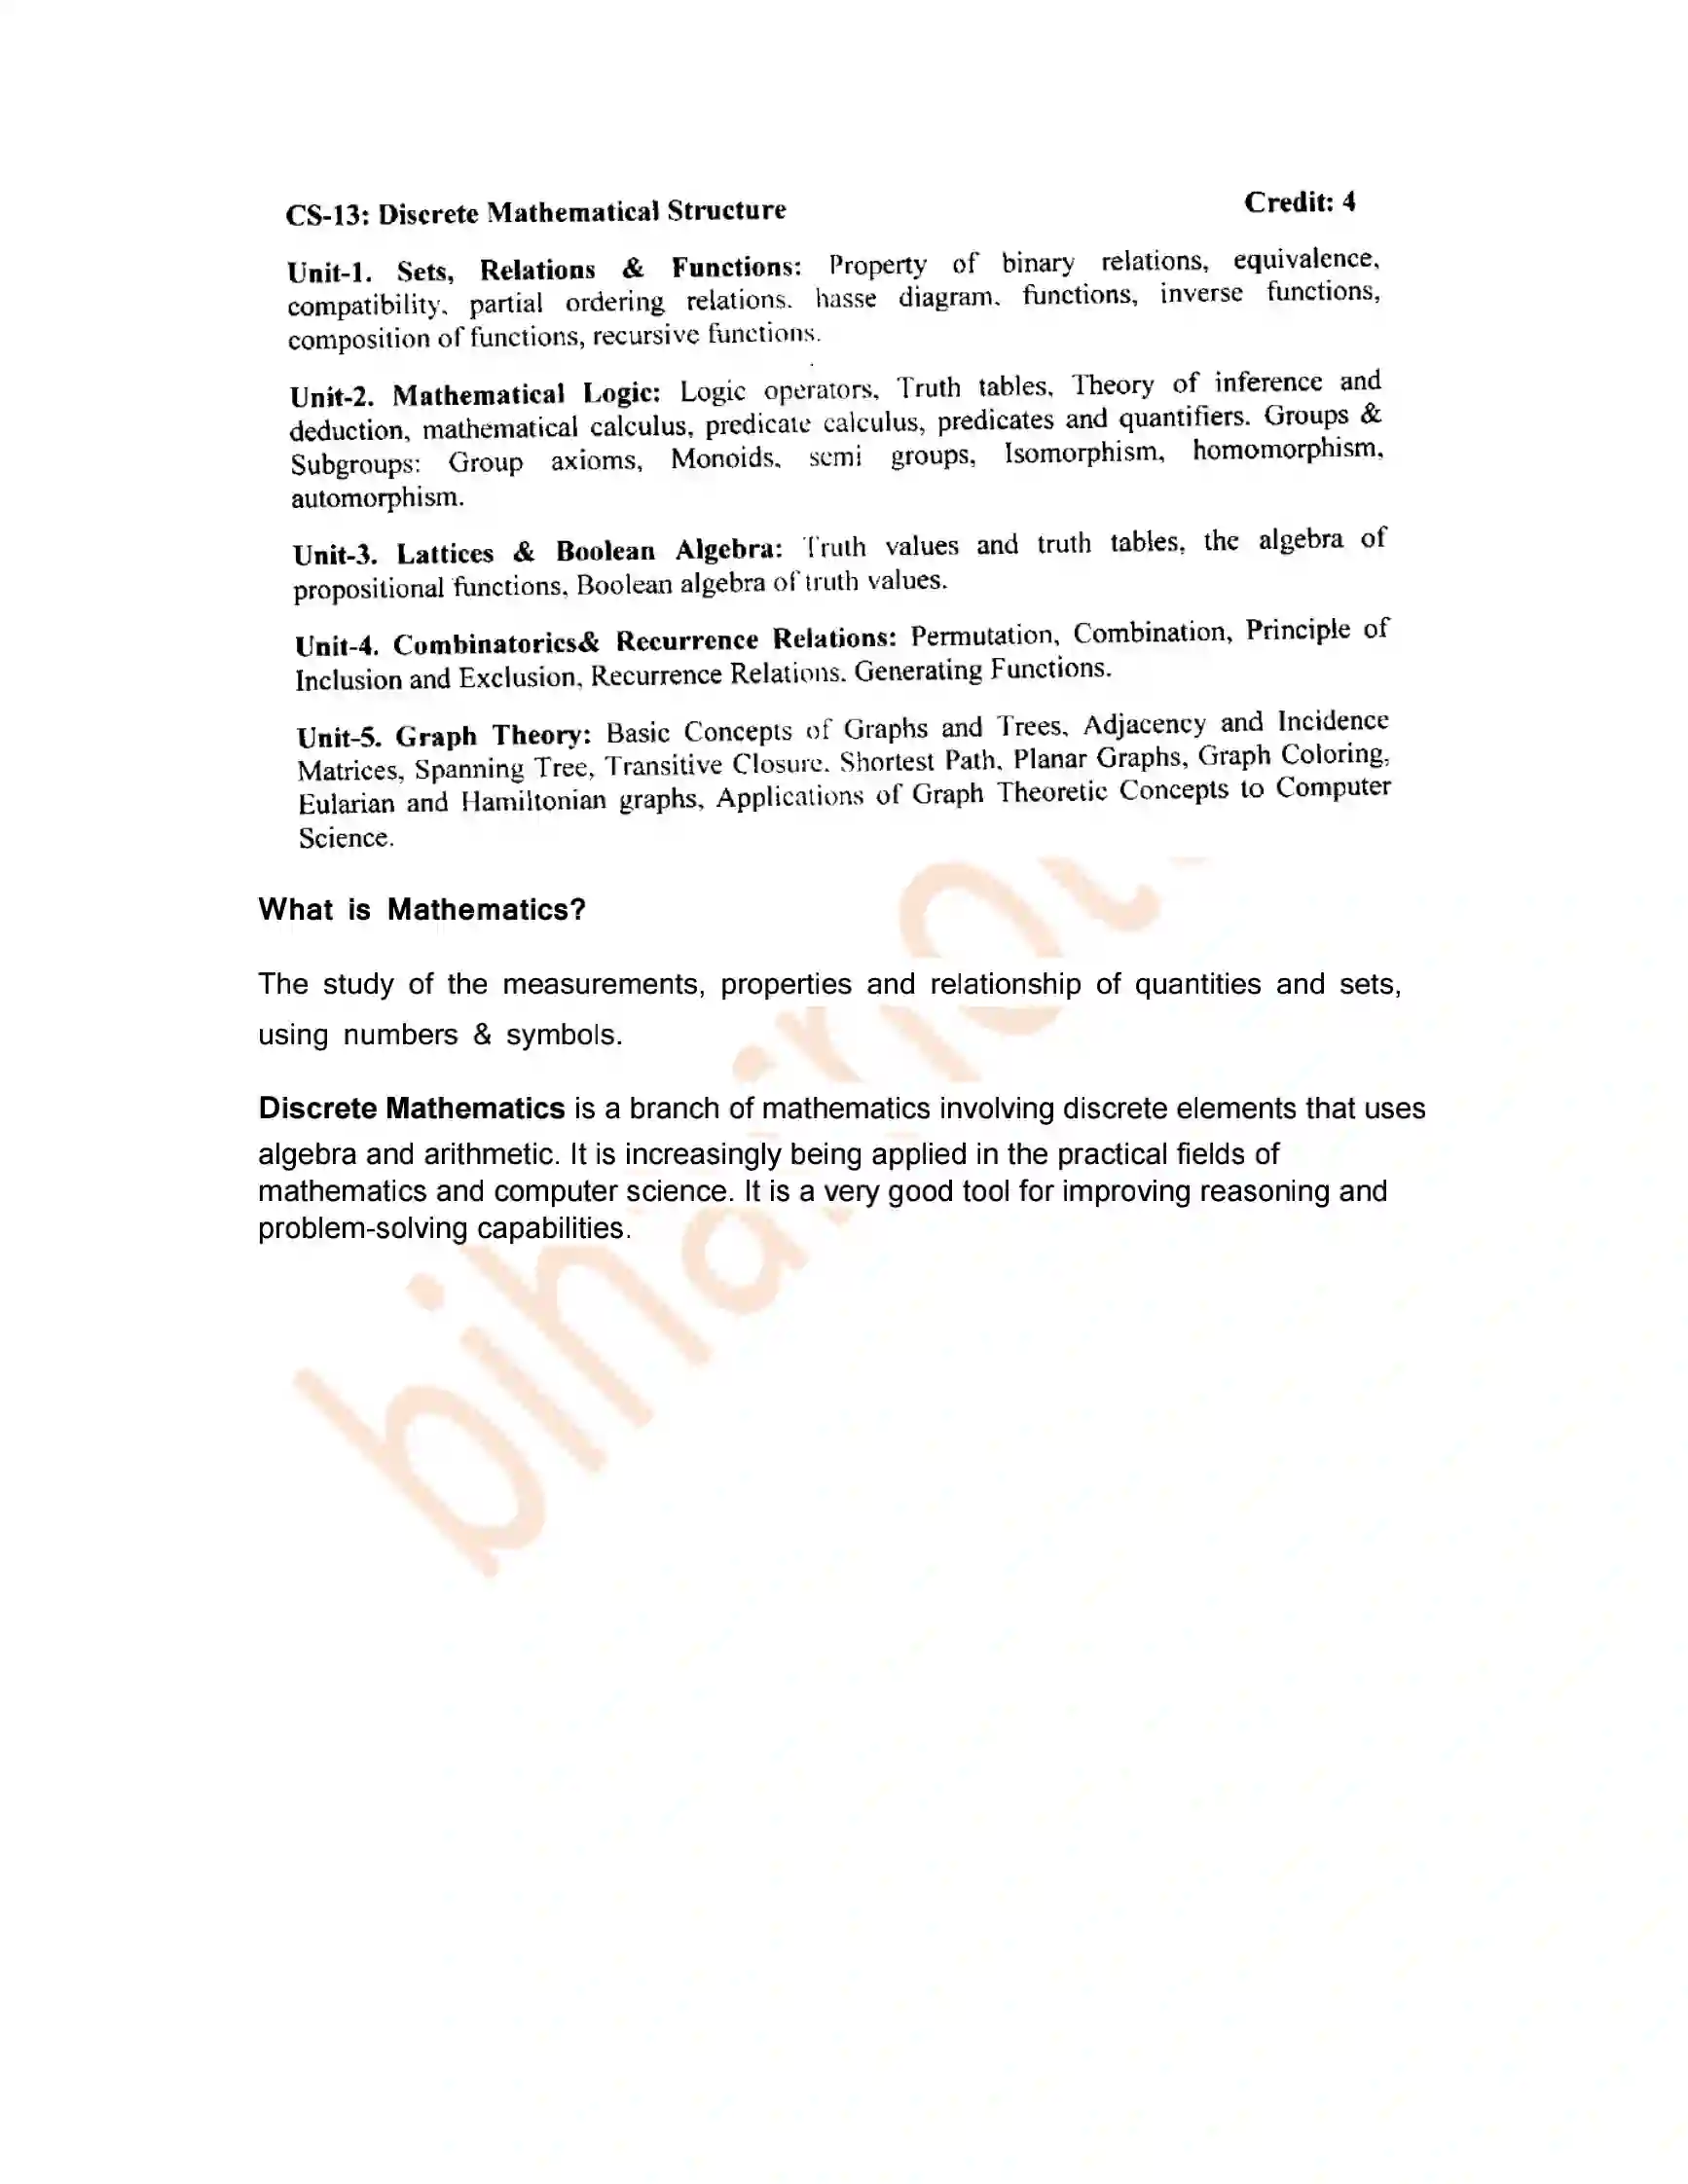 CS-13: Discrete Mathematical Structure Credit: 4
Unit-1. Sets, Relations & Functions: Property of binary relations, equivalence,
compatibility, partial ordering relations. hasse diagram. functions, inverse functions,
composition of functions, recursive functions.
Unit-2. Mathematical Logic: Logic operators, Truth tables, Theory of inference and
deduction, mathematical calculus, predicate calculus, predicates and quantifiers. Groups &
Subgroups: Group axioms, Monoids, semi groups, Isomorphism, homomorphism,
automorphism.
Unit-3. Lattices & Boolean Algebra: Truth values and truth tables, the algebra of
propositional functions, Boolean algebra of truth values.
Unit-4. Combinatorics& Recurrence Relations: Permutation, Combination, Principle of
Inclusion and Exclusion, Recurrence Relations. Generating Functions.
Unit-5. Graph Theory: Basic Concepts of Graphs and Trees, Adjacency and Incidence
Matrices, Spanning Tree, Transitive Closure. Shortest Path, Planar Graphs, Graph Coloring,
Eularian and Hamiltonian graphs, Applications of Graph Theoretic Concepts to Computer
Science.
What is Mathematics?
The study of the measurements, properties and relationship of quantities and sets,
using numbers & symbols.
Discrete Mathematics is a branch of mathematics involving discrete elements that uses
algebra and arithmetic. It is increasingly being applied in the practical fields of
mathematics and computer science. It is a very good tool for improving reasoning and
problem-solving capabilities.